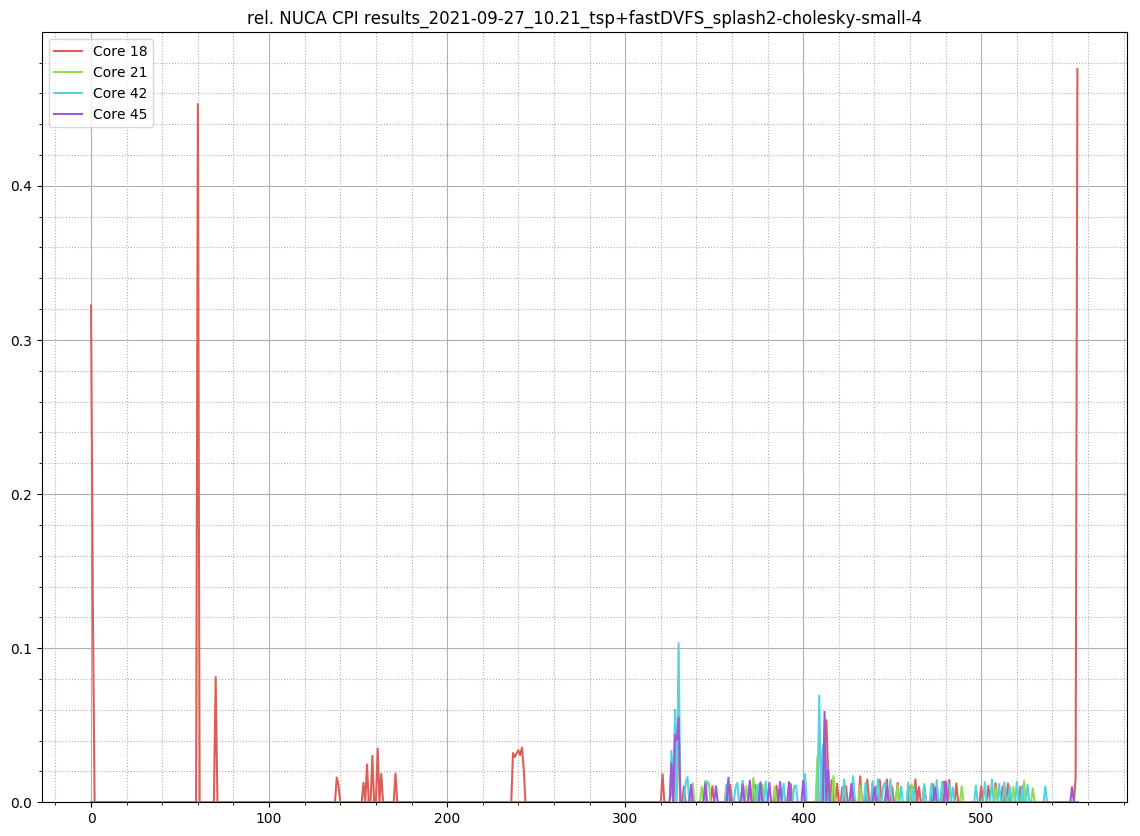 rel. NUCA CPI results_2021-09-27_10.21_tsp+fastDVFS_splash2-cholesky-small-4
Core 18
Core 21
Core 42
Core 45
0.4
0.3
0.2
0.1
0.0
0 100 200 300 400 500